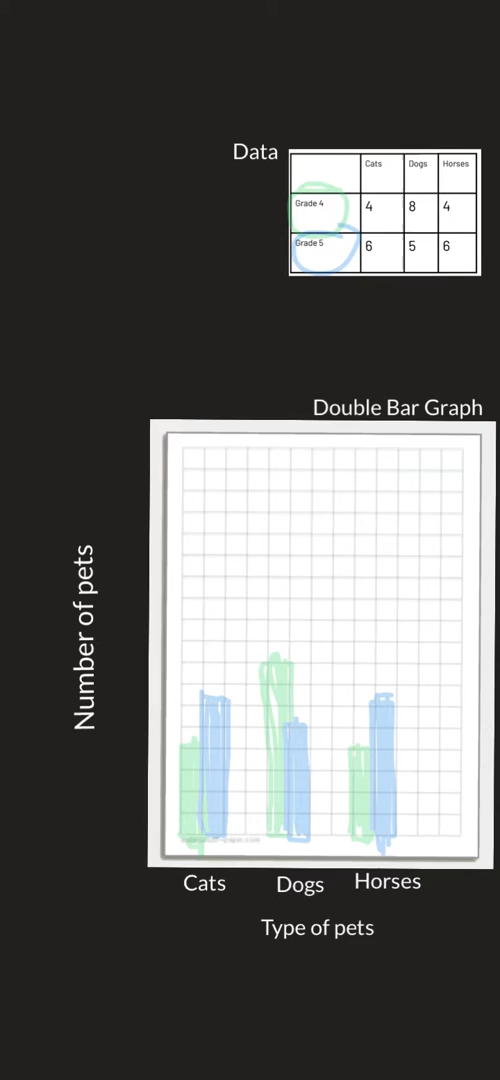 Data
Cats Dogs Horses
Grade 4 4 8 4
Grade 5 6 5 6
Double Bar Graph
Number of pets
Cats Dogs Horses
Type of pets